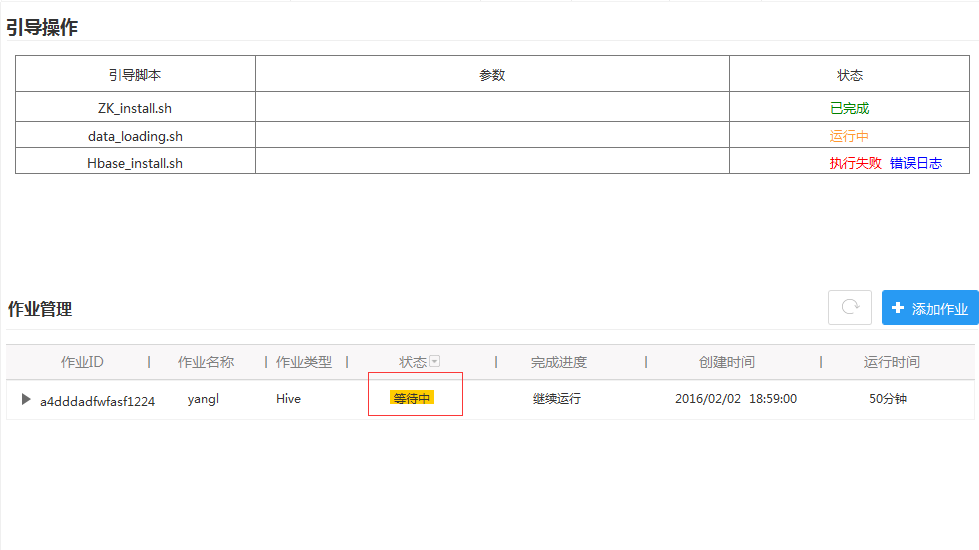 引导操作
引导脚本 参数 状态
ZK_install.sh 已完成
data_loading.sh 运行中
Hbase_install.sh 执行失败 错误日志
作业管理 添加作业
作业ID 作业名称 作业类型 状态 完成进度 创建时间 运行时间
a4dddadfwfasf1224 yangl Hive 等待中 继续运行 2016/02/02 18:59:00 50分钟